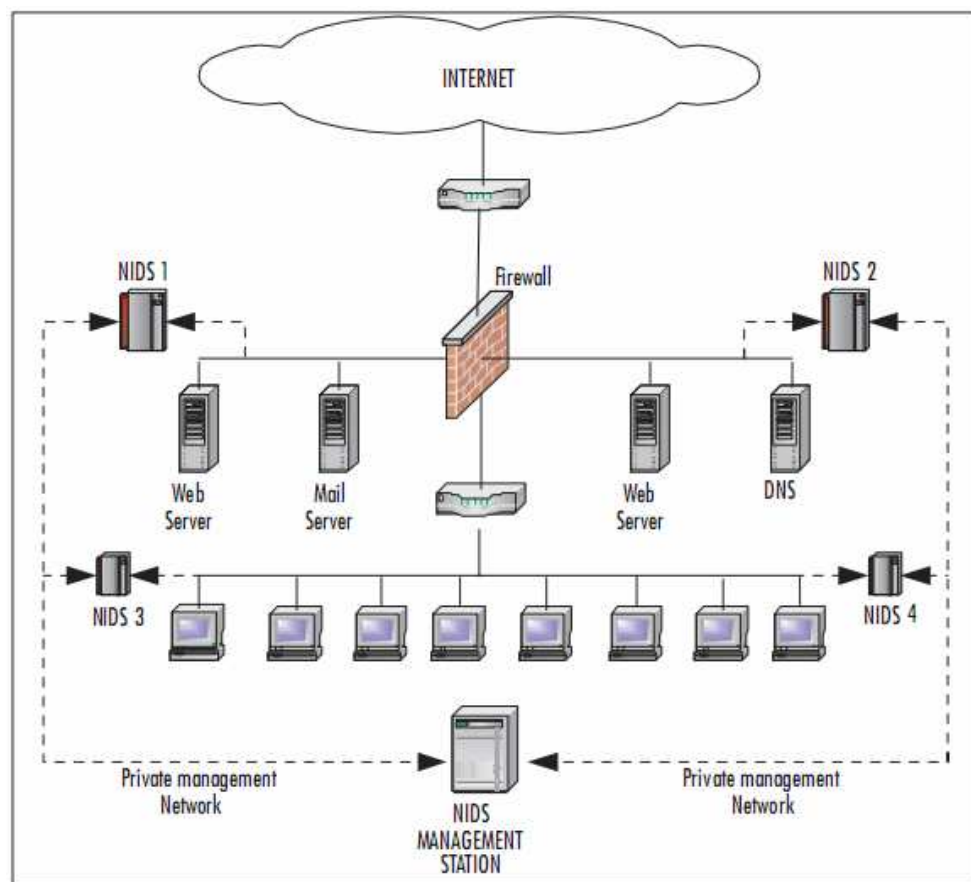 INTERNET
NIDS 1
Firewall
NIDS 2
Web
Server
Mail
Server
Web
Server
DNS
NIDS 3
NIDS 4
Private management
Network
NIDS
MANAGEMENT
STATION
Private management
Network